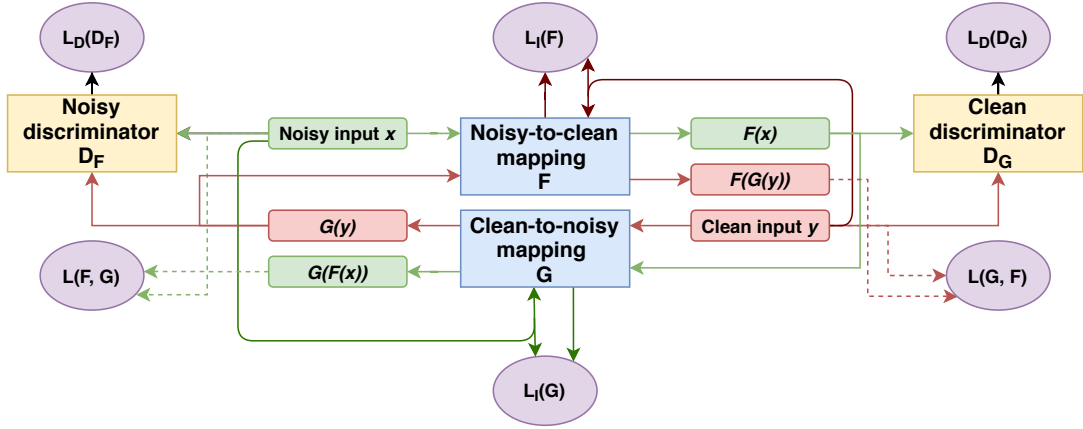 L_D(D_F)
L_I(F)
L_D(D_G)
Noisy
discriminator
D_F
Noisy input x
Noisy-to-clean
mapping
F
F(x)
Clean
discriminator
D_G
F(G(y))
G(y)
Clean-to-noisy
mapping
G
Clean input y
L(F, G)
G(F(x))
L(G, F)
L_I(G)